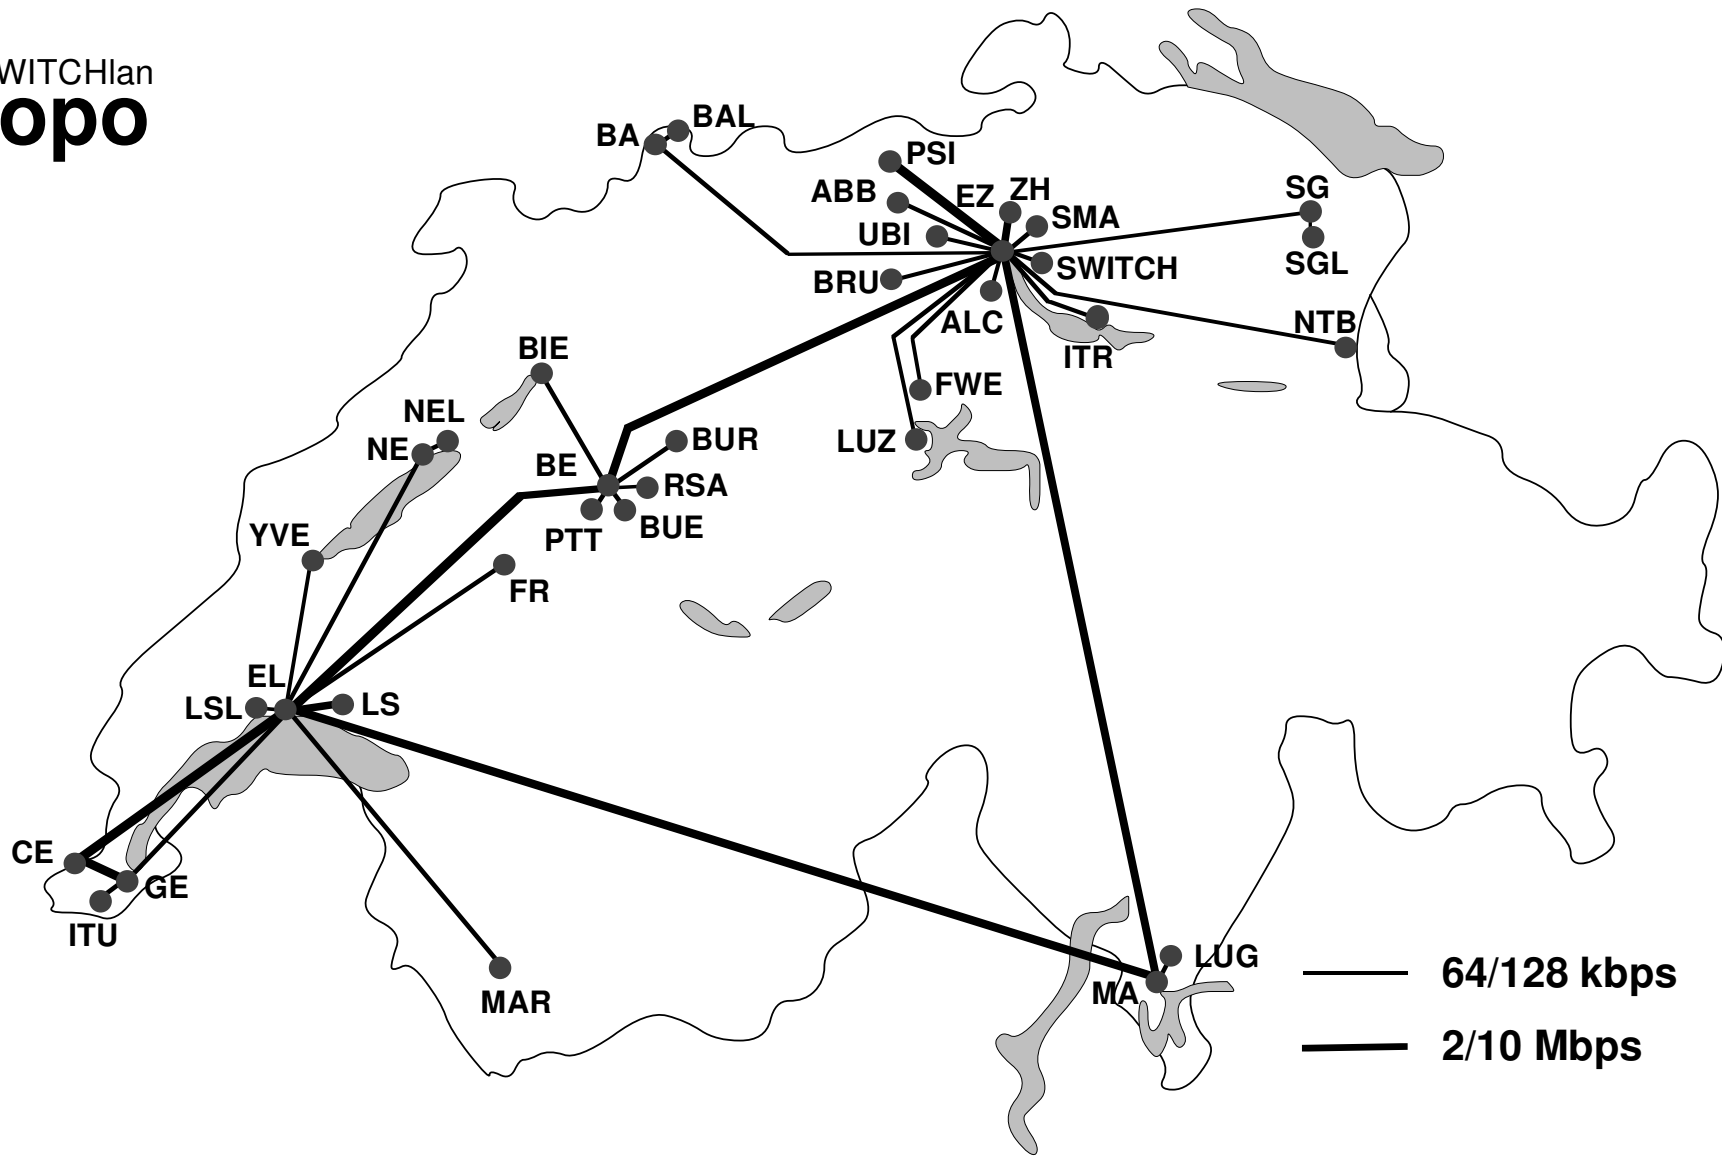 WITCHlan
opo
BAL
BA
PSI
ABB
EZ
ZH
SMA
SG
UBI
SWITCH
SGL
BRU
ALC
NTB
ITR
BIE
FWE
NEL
NE
BUR
LUZ
BE
RSA
YVE
PTT
BUE
FR
EL
LSL
LS
CE
GE
ITU
MAR
LUG
MA
64/128 kbps
2/10 Mbps